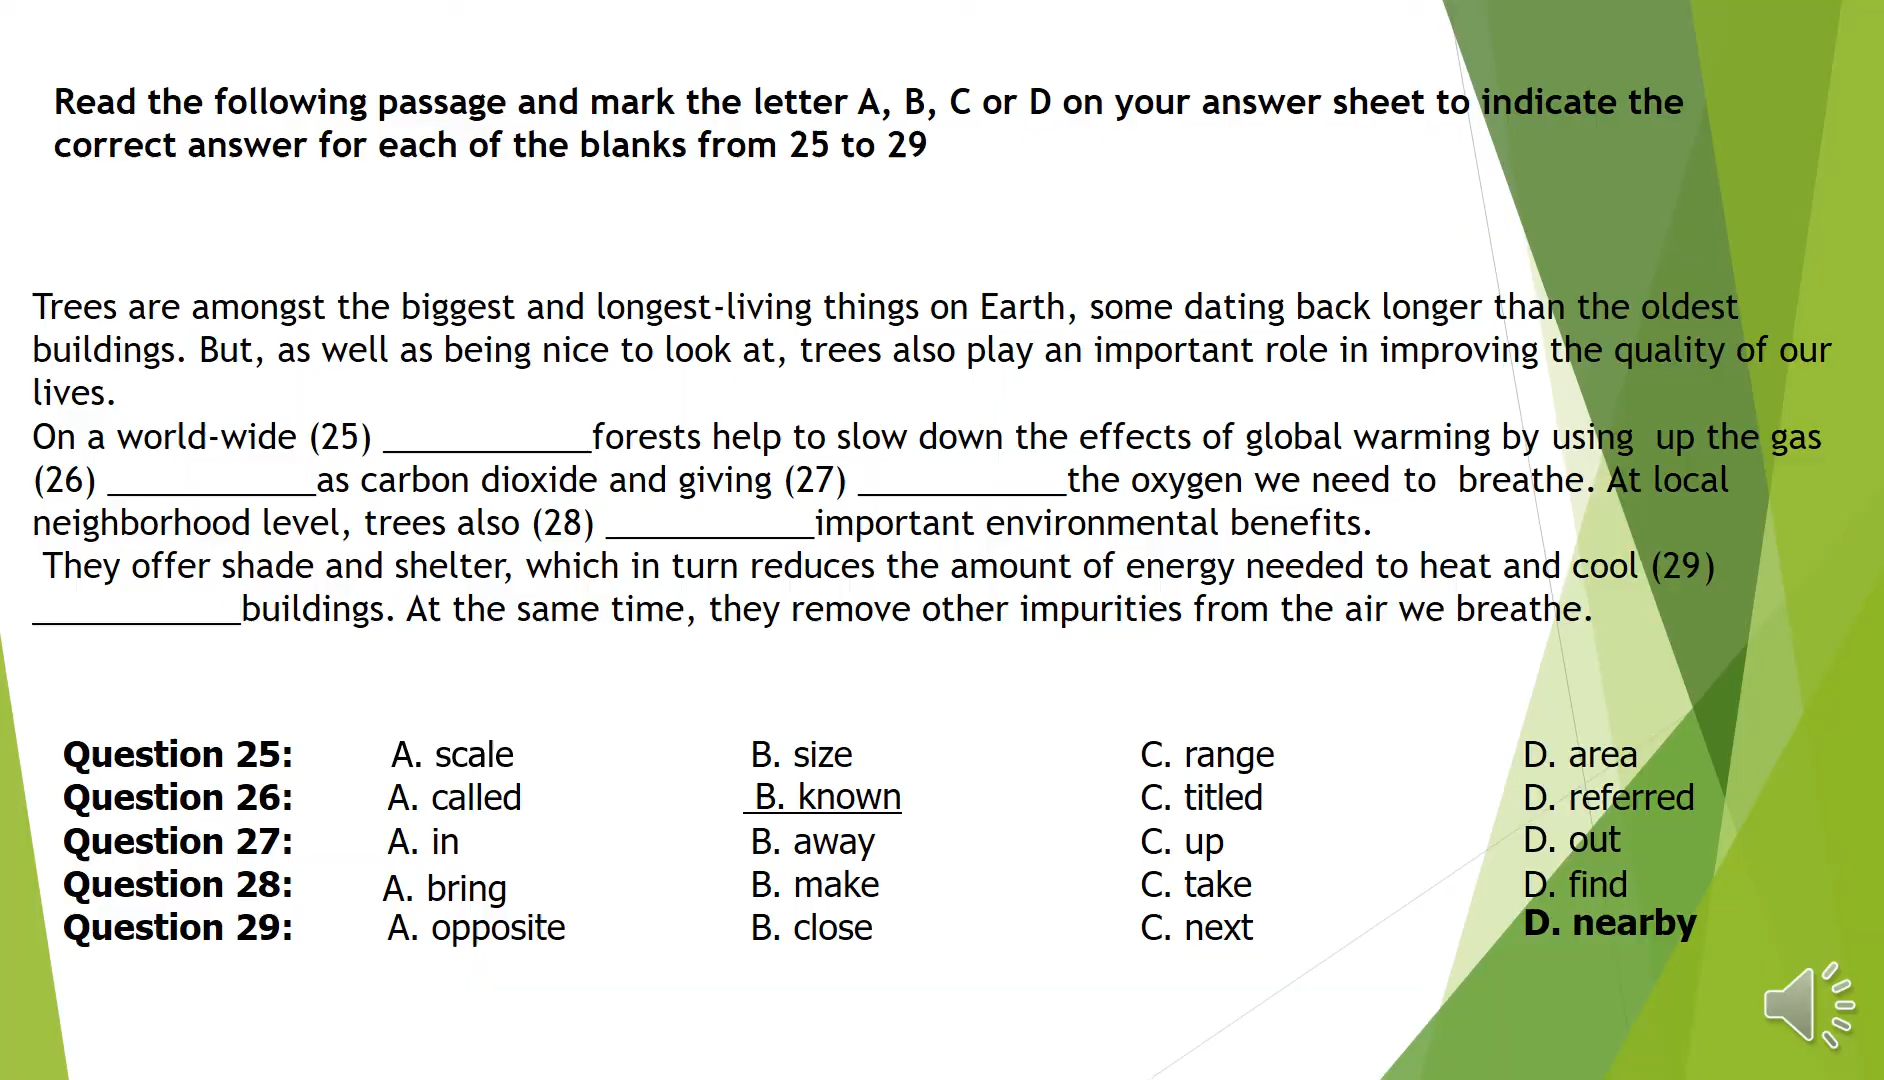 Read the following passage and mark the letter A, B, C or D on your answer sheet to indicate the
correct answer for each of the blanks from 25 to 29
Trees are amongst the biggest and longest-living things on Earth, some dating back longer than the oldest
buildings. But, as well as being nice to look at, trees also play an important role in improving the quality of our
lives.
On a world-wide (25) ___________forests help to slow down the effects of global warming by using up the gas
(26) ___________as carbon dioxide and giving (27) ___________the oxygen we need to breathe. At local
neighborhood level, trees also (28) ___________important environmental benefits.
They offer shade and shelter, which in turn reduces the amount of energy needed to heat and cool (29)
___________buildings. At the same time, they remove other impurities from the air we breathe.
Question 25: A. scale B. size C. range D. area
Question 26: A. called B. known C. titled D. referred
Question 27: A. in B. away C. up D. out
Question 28: A. bring B. make C. take D. find
Question 29: A. opposite B. close C. next D. nearby